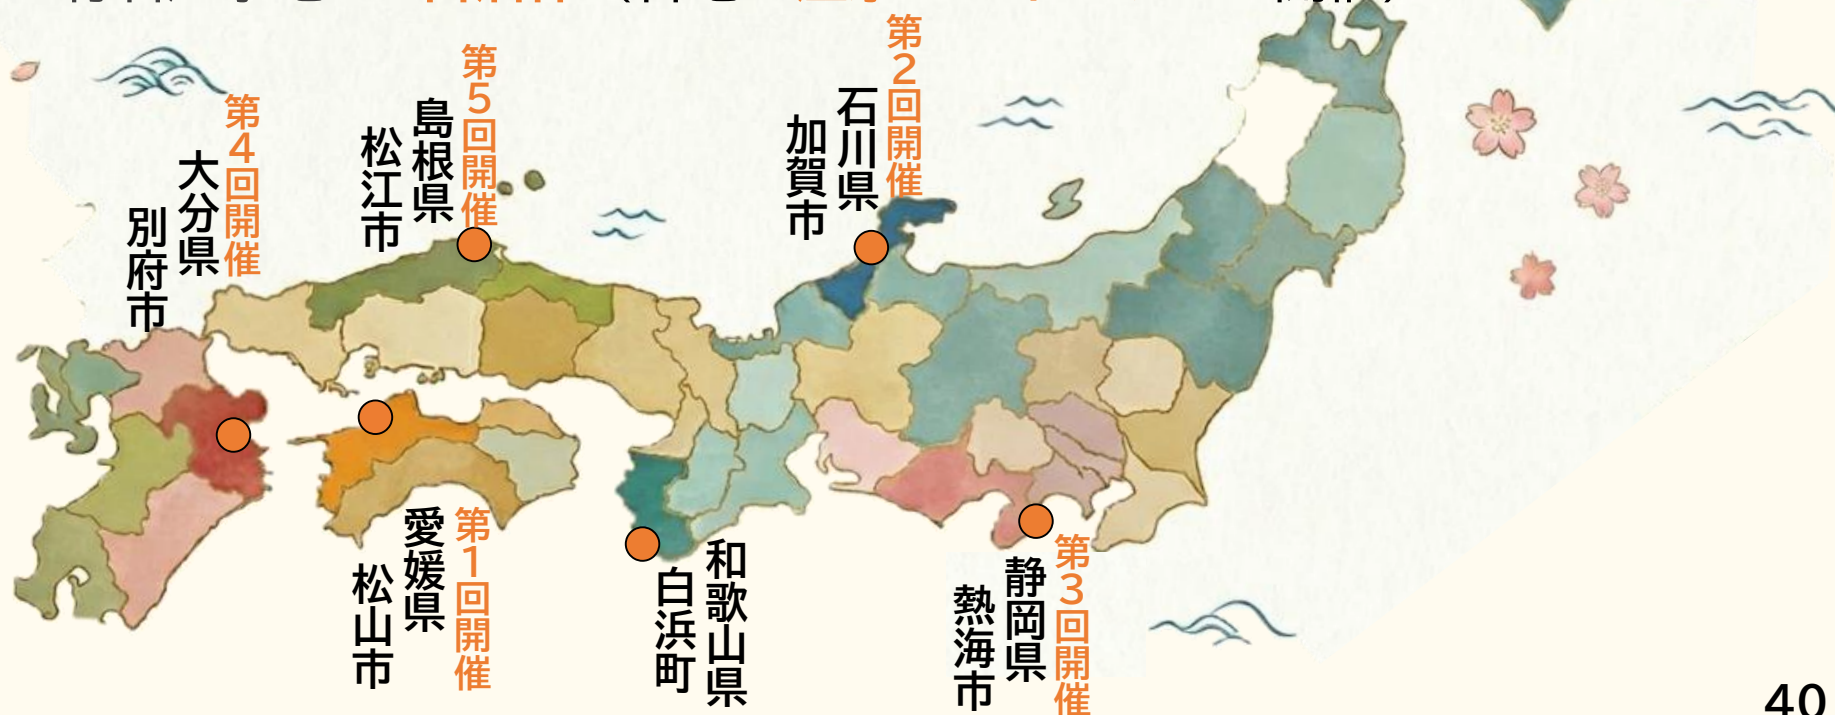 第2回開催
石川県
加賀市
第5回開催
島根県
松江市
第4回開催
大分県
別府市
第1回開催
愛媛県
松山市
和歌山県
白浜町
第3回開催
静岡県
熱海市
40